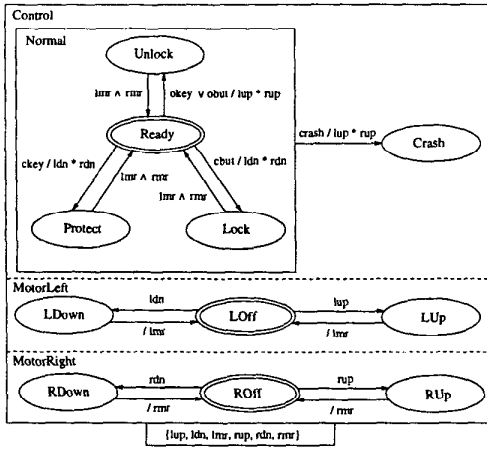 Control
Normal
Unlock
lmr ∧ rmr
okey ∨ obut / lup * rup
Ready
crash / lup * rup
Crash
ckey / ldn * rdn
lmr ∧ rmr
lmr ∧ rmr
cbut / ldn * rdn
Protect
Lock
MotorLeft
ldn
lup
LDown
LOff
LUp
/ lmr
/ lmr
MotorRight
rdn
rup
RDown
ROff
RUp
/ rmr
/ rmr
{lup, ldn, lmr, rup, rdn, rmr}